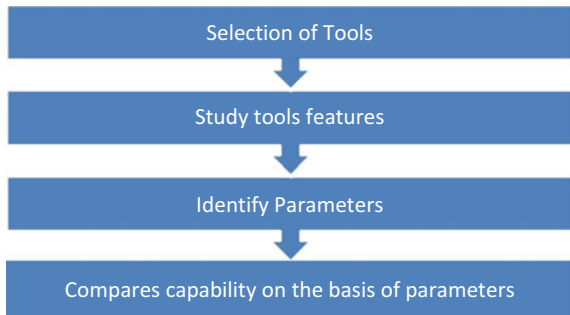 Selection of Tools
Study tools features
Identify Parameters
Compares capability on the basis of parameters